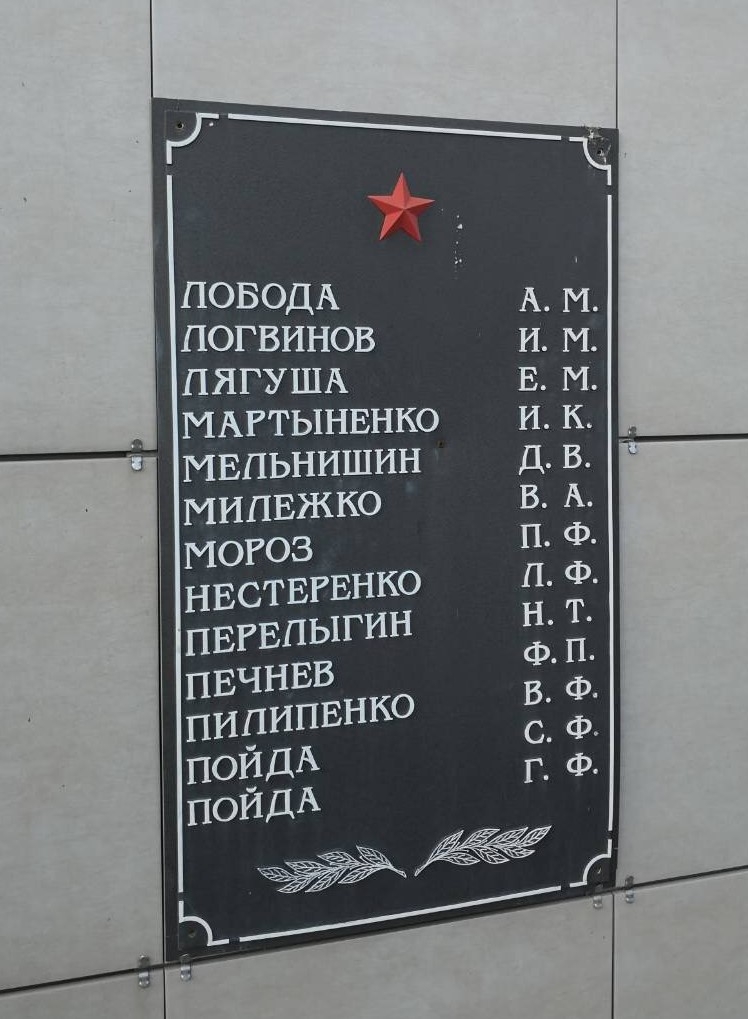 ЛОБОДА А. М.
ЛОГВИНОВ И. М.
ЛЯГУША Е. М.
МАРТЫНЕНКО И. К.
МЕЛЬНИШИН Д. В.
МИЛЕЖКО В. А.
МОРОЗ П. Ф.
НЕСТЕРЕНКО Л. Ф.
ПЕРЕЛЫГИН Н. Т.
ПЕЧНЕВ Ф. П.
ПИЛИПЕНКО В. Ф.
ПОЙДА С. Ф.
ПОЙДА Г. Ф.